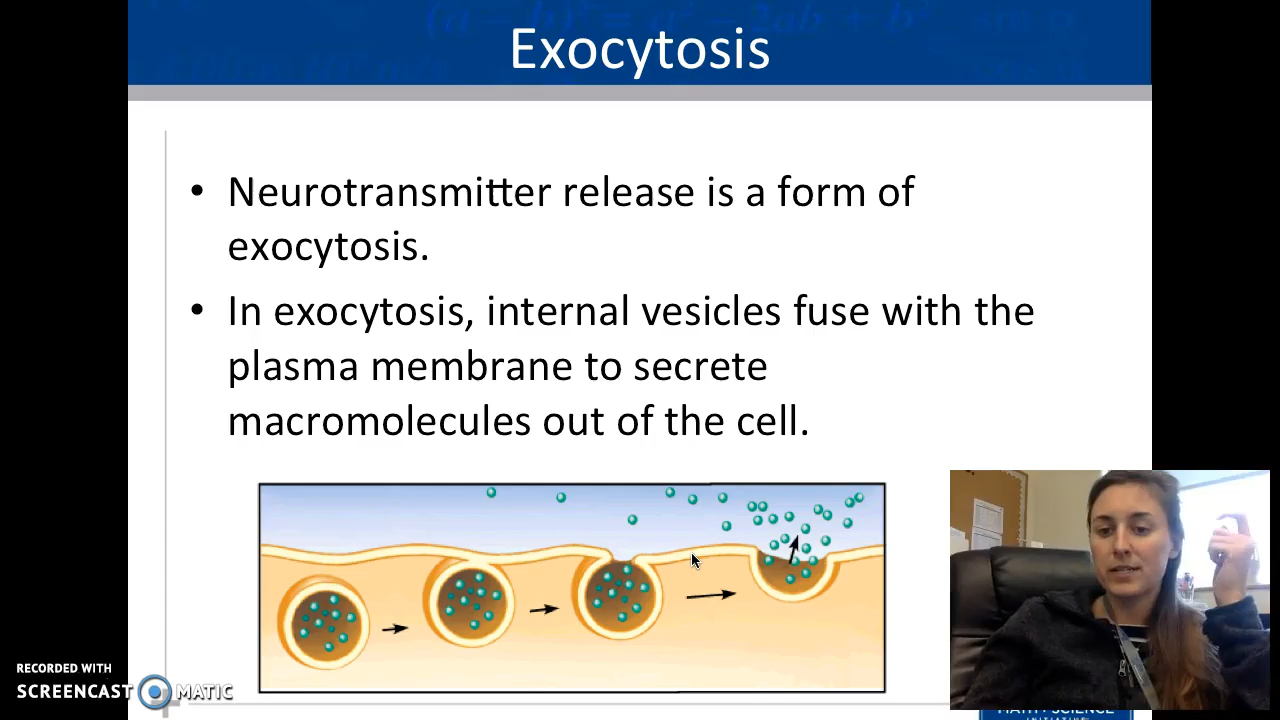 Exocytosis
• Neurotransmitter release is a form of
exocytosis.
• In exocytosis, internal vesicles fuse with the
plasma membrane to secrete
macromolecules out of the cell.
RECORDED WITH
SCREENCAST MATIC